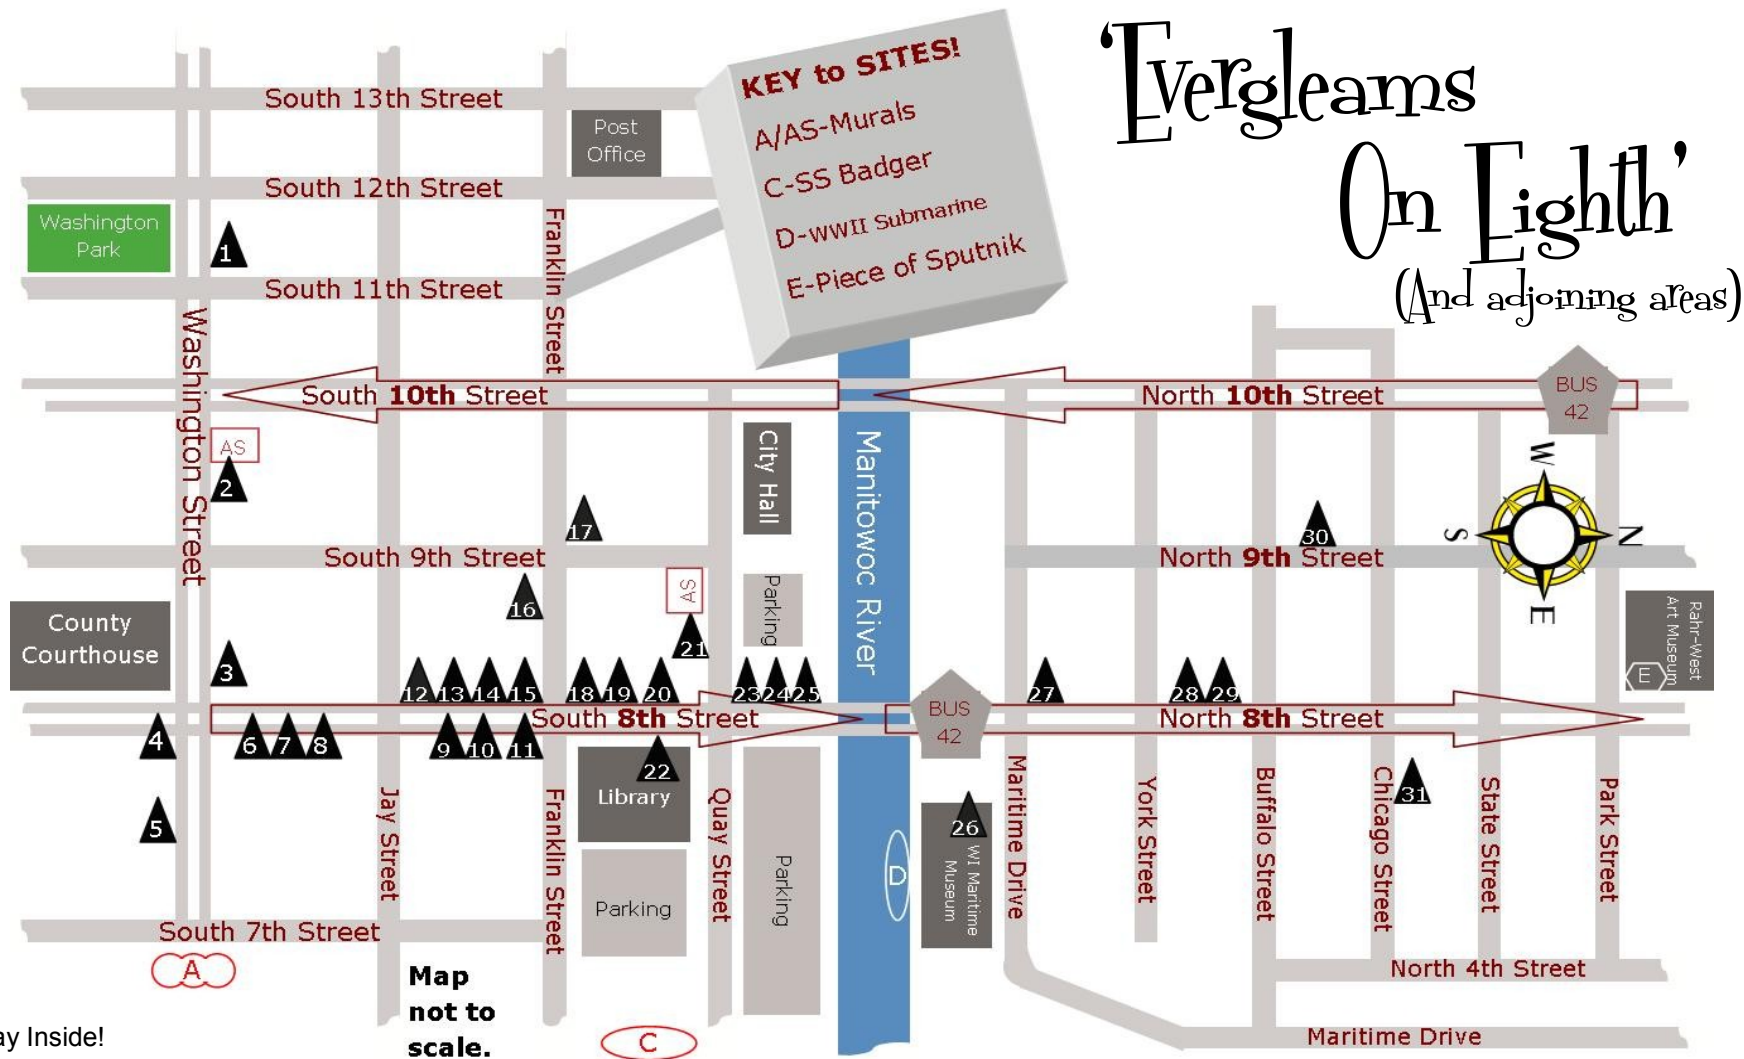 'Evergleams
On Eighth'
(And adjoining areas)
KEY to SITES!
A/AS-Murals
C-SS Badger
D-WWII Submarine
E-Piece of Sputnik
South 13th Street
Post
Office
South 12th Street
Washington
Park
1
Franklin Street
South 11th Street
Washington Street
South 10th Street
North 10th Street
BUS
42
AS
2
City Hall
Manitowoc River
W
S
N
E
17
30
South 9th Street
North 9th Street
16
AS
Parking
21
County
Courthouse
3
Rahr-West
Art Museum
E
12
13
14
15
18
19
20
23
24
25
27
28
29
South 8th Street
BUS
42
North 8th Street
4
6
7
8
9
10
11
22
Library
5
26
WI Maritime
Museum
D
31
Jay Street
Franklin Street
Quay Street
Parking
Parking
Maritime Drive
York Street
Buffalo Street
Chicago Street
State Street
Park Street
South 7th Street
A
North 4th Street
Map
not to
scale.
C
Maritime Drive
ay Inside!